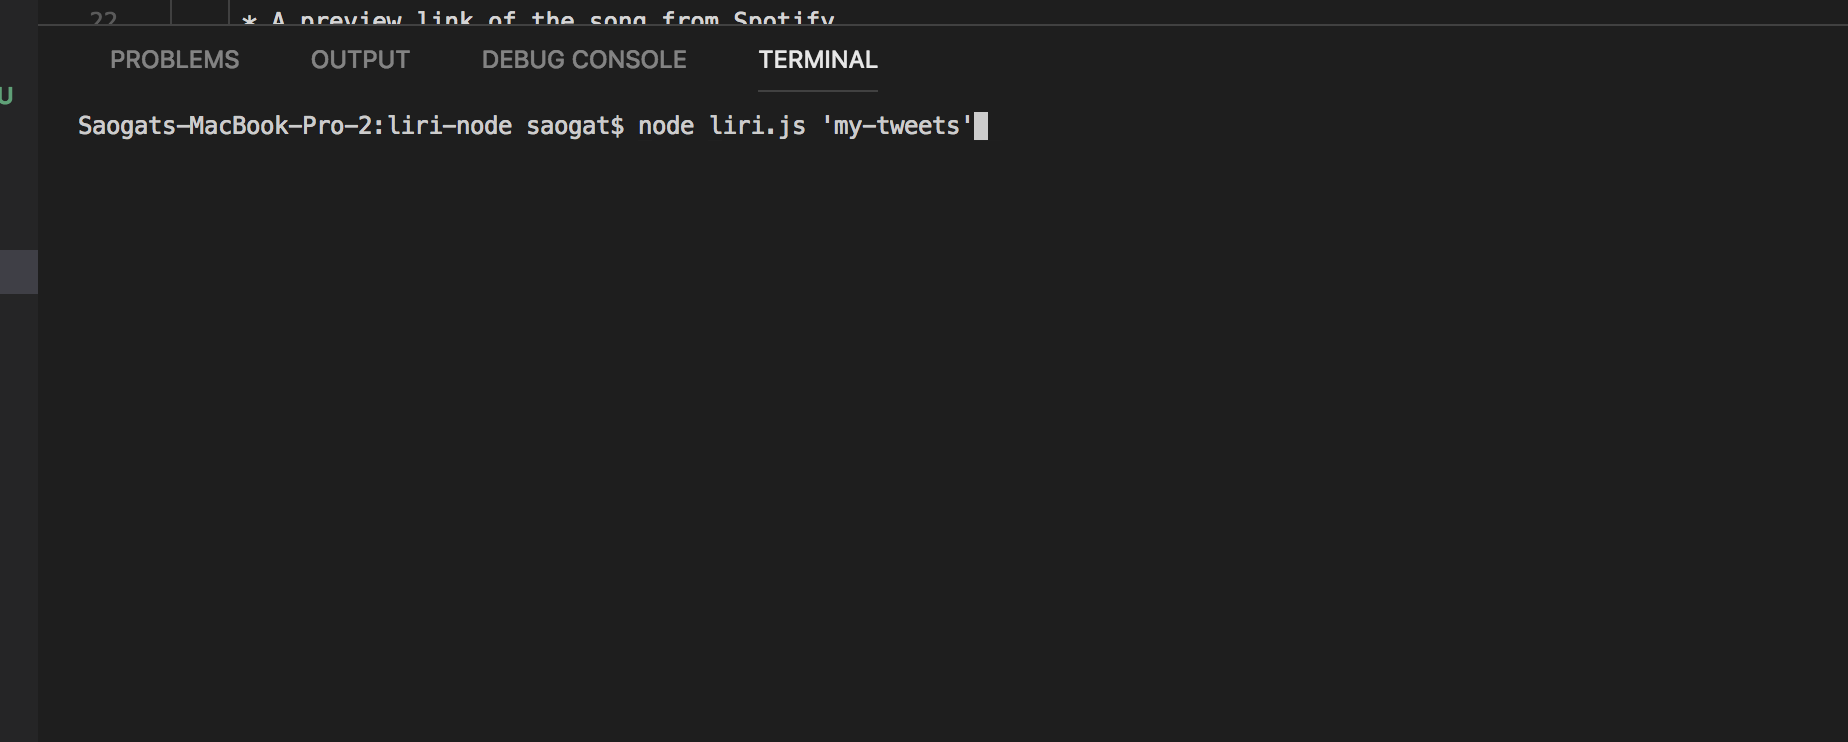 22 * A preview link of the song from Spotify
U
PROBLEMS OUTPUT DEBUG CONSOLE TERMINAL
Saogats-MacBook-Pro-2:liri-node saogat$ node liri.js 'my-tweets'